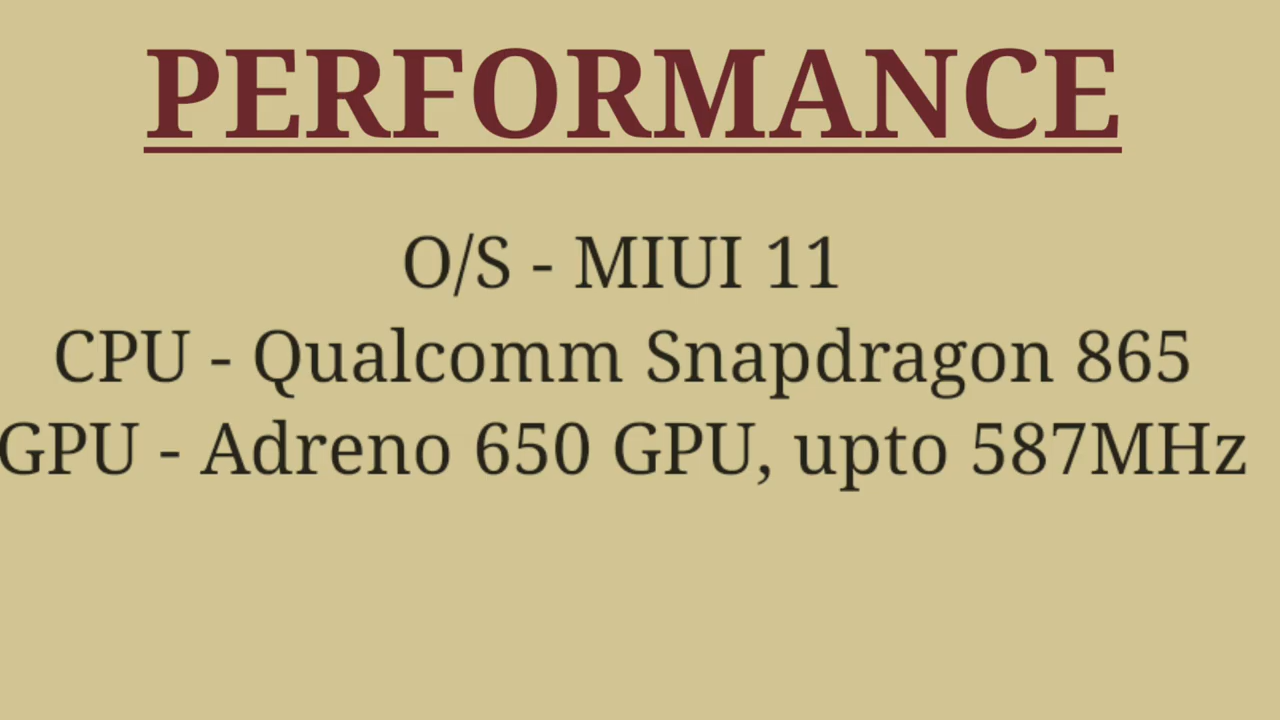 PERFORMANCE
O/S - MIUI 11
CPU - Qualcomm Snapdragon 865
GPU - Adreno 650 GPU, upto 587MHz